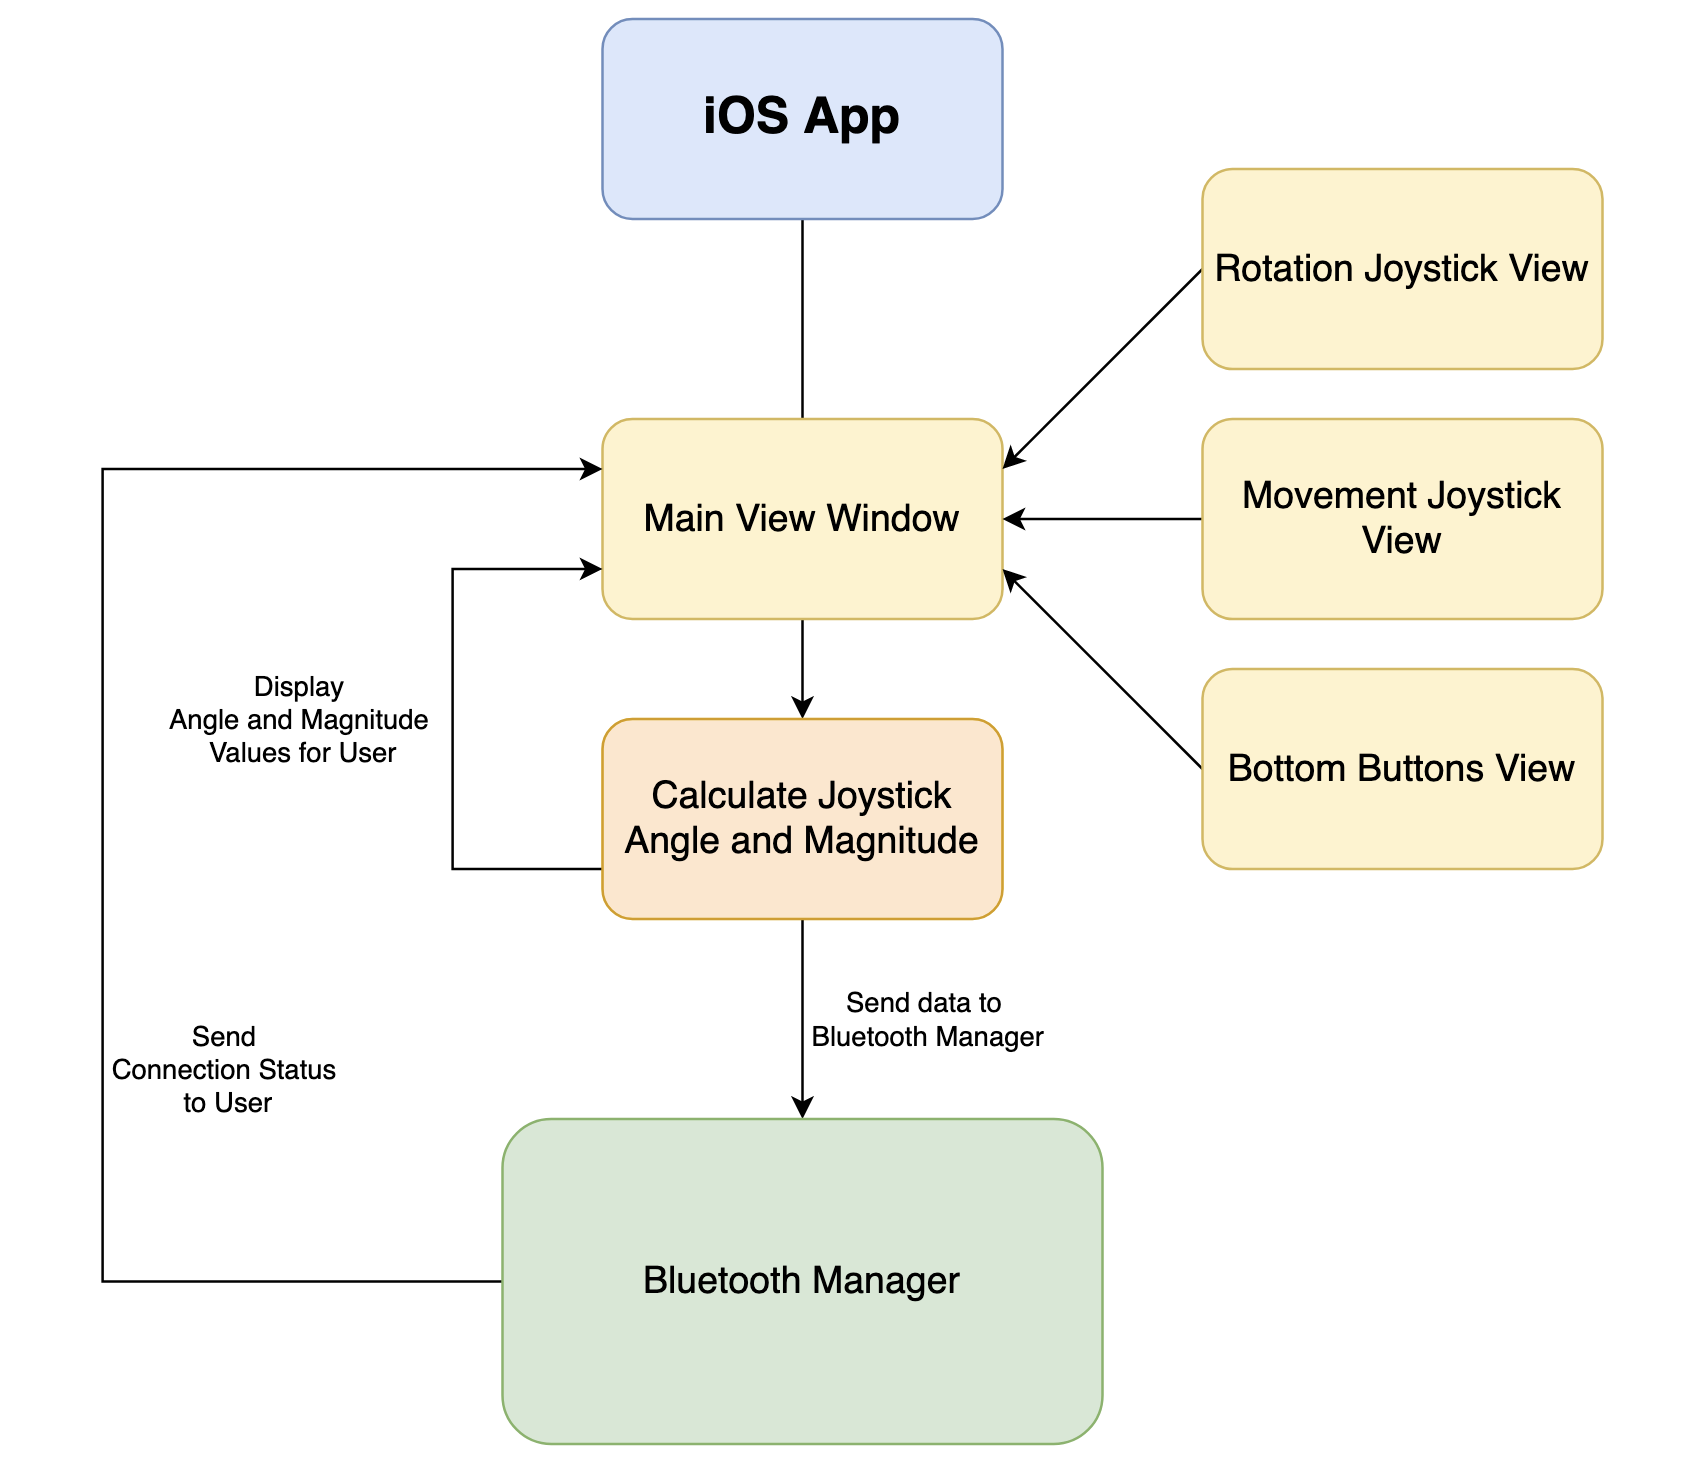 iOS App
Rotation Joystick View
Main View Window
Movement Joystick
View
Display
Angle and Magnitude
Values for User
Calculate Joystick
Angle and Magnitude
Bottom Buttons View
Send data to
Bluetooth Manager
Send
Connection Status
to User
Bluetooth Manager